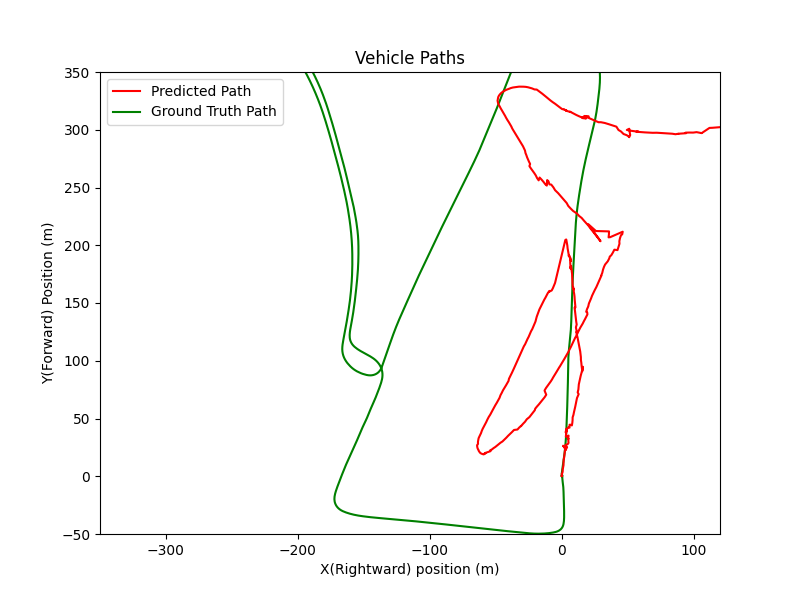 Vehicle Paths
Predicted Path
Ground Truth Path
350
300
250
200
150
100
50
0
−50
Y(Forward) Position (m)
−300
−200
−100
0
100
X(Rightward) position (m)